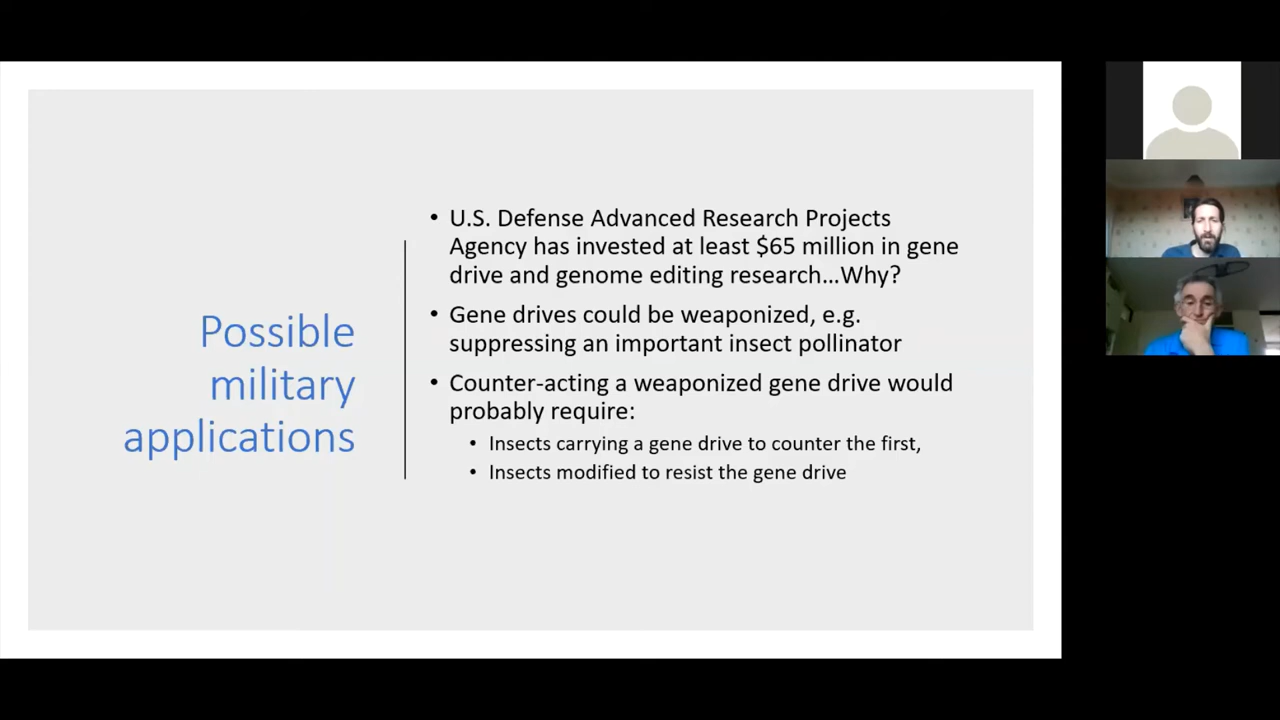 Possible
military
applications
• U.S. Defense Advanced Research Projects
Agency has invested at least $65 million in gene
drive and genome editing research...Why?
• Gene drives could be weaponized, e.g.
suppressing an important insect pollinator
• Counter-acting a weaponized gene drive would
probably require:
• Insects carrying a gene drive to counter the first,
• Insects modified to resist the gene drive